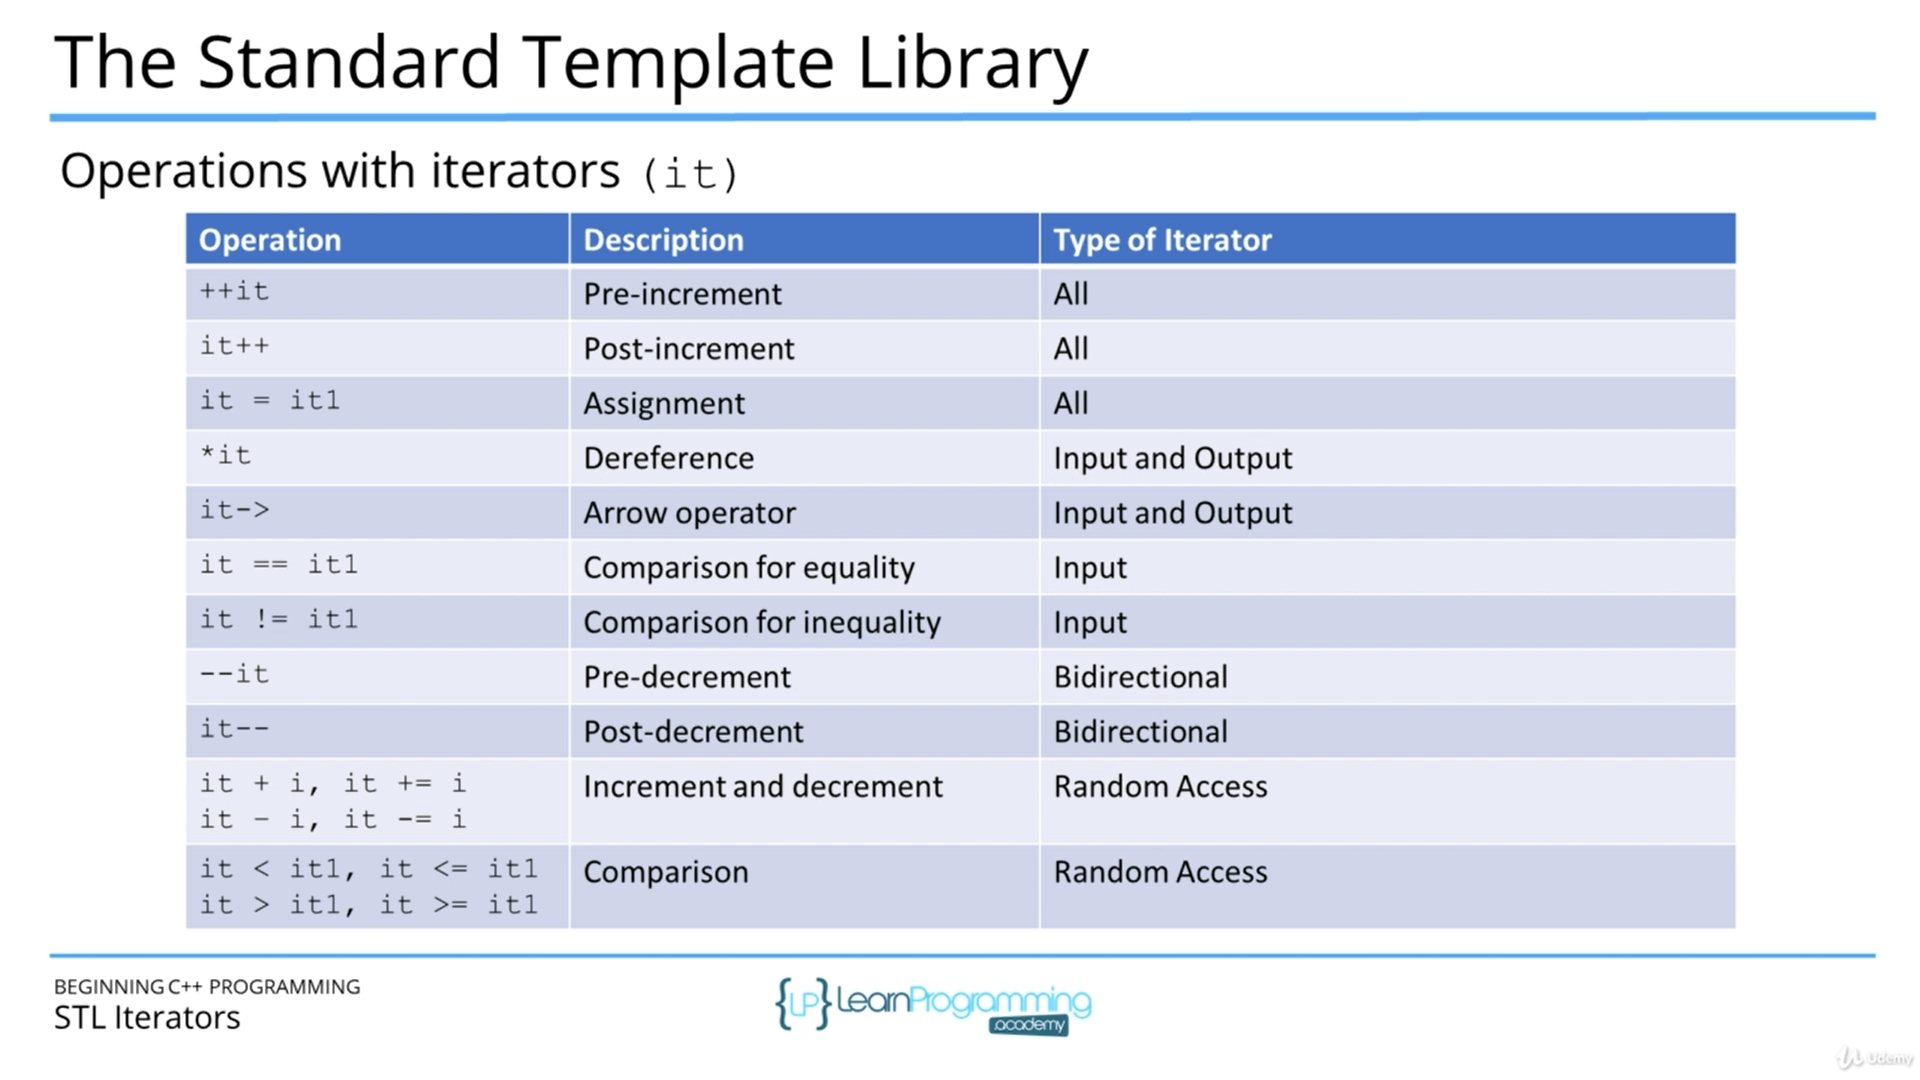 The Standard Template Library
Operations with iterators (it)
Operation Description Type of Iterator
++it Pre-increment All
it++ Post-increment All
it = it1 Assignment All
*it Dereference Input and Output
it-> Arrow operator Input and Output
it == it1 Comparison for equality Input
it != it1 Comparison for inequality Input
--it Pre-decrement Bidirectional
it-- Post-decrement Bidirectional
it + i, it += i Increment and decrement Random Access
it - i, it -= i
it < it1, it <= it1 Comparison Random Access
it > it1, it >= it1
BEGINNING C++ PROGRAMMING
STL Iterators
{LP} LearnProgramming
academy
Udemy